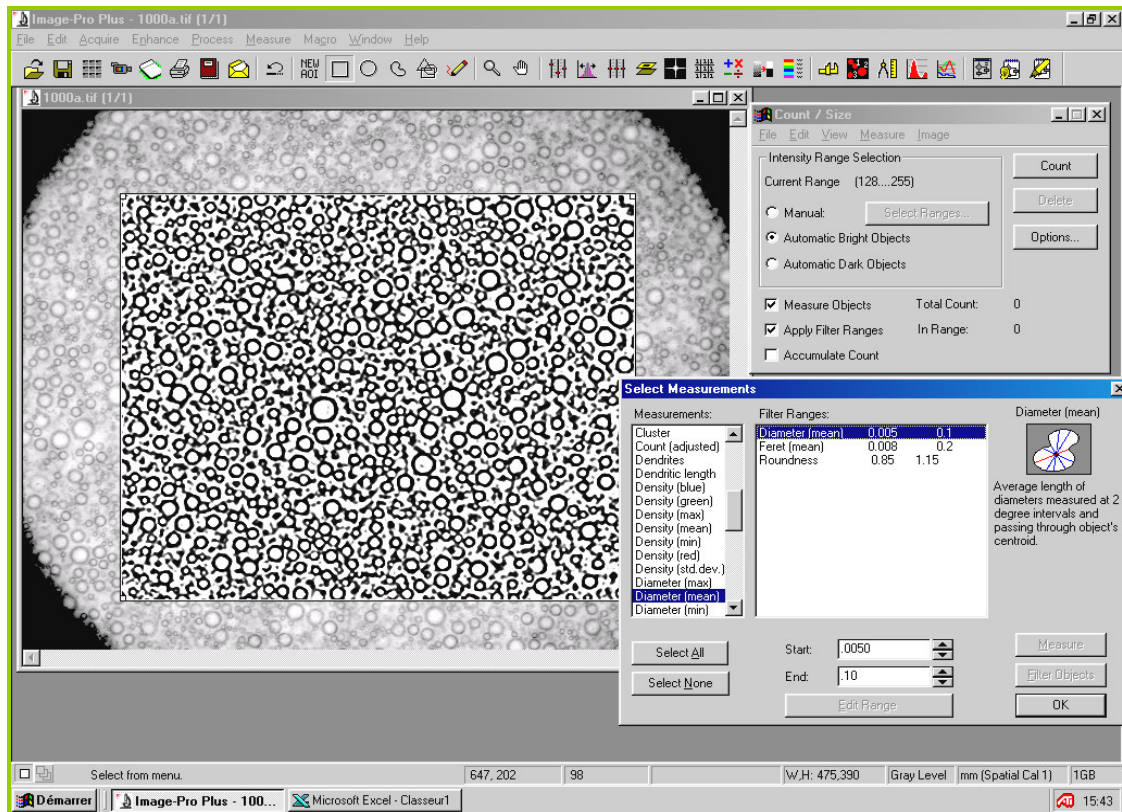 Image-Pro Plus - 1000a.tif (1/1)
File Edit Acquire Enhance Process Measure Magro Window Help
NEW
AOI
1000a.tif (1/1)
Count / Size
File Edit View Measure Image
Intensity Range Selection
Current Range (128....255)
Manual: Select Ranges...
Automatic Bright Objects
Automatic Dark Objects
Count
Delete
Options...
Measure Objects Total Count: 0
Apply Filter Ranges In Range: 0
Accumulate Count
Select Measurements
Measurements:
Cluster
Count (adjusted)
Dendrites
Dendritic length
Density (blue)
Density (green)
Density (max)
Density (mean)
Density (min)
Density (red)
Density (std.dev.)
Diameter (max)
Diameter (mean)
Diameter (min)
Filter Ranges:
Diameter (mean) 0.005 0.1
Feret (mean) 0.008 0.2
Roundness 0.85 1.15
Diameter (mean)
Average length of
diameters measured at 2
degree intervals and
passing through object's
centroid.
Select All
Select None
Start: .0050
End: .10
Edit Range
Measure
Filter Objects
OK
Select from menu. 647, 202 98 W,H: 475,390 Gray Level mm (Spatial Cal 1) 1GB
Démarrer Image-Pro Plus - 100... Microsoft Excel - Classeur1 ATI 15:43